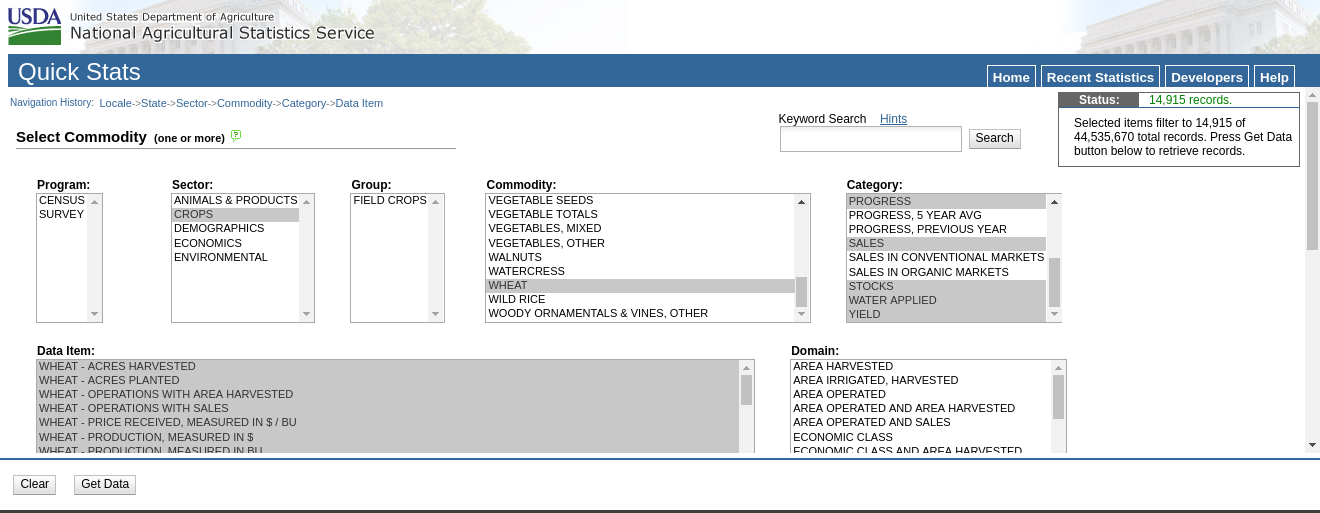 USDA
United States Department of Agriculture
National Agricultural Statistics Service
Quick Stats
Home
Recent Statistics
Developers
Help
Navigation History: Locale->State->Sector->Commodity->Category->Data Item
Status: 14,915 records.
Selected items filter to 14,915 of
44,535,670 total records. Press Get Data
button below to retrieve records.
Select Commodity (one or more) ?
Keyword Search Hints
Search
Program:
CENSUS
SURVEY
Sector:
ANIMALS & PRODUCTS
CROPS
DEMOGRAPHICS
ECONOMICS
ENVIRONMENTAL
Group:
FIELD CROPS
Commodity:
VEGETABLE SEEDS
VEGETABLE TOTALS
VEGETABLES, MIXED
VEGETABLES, OTHER
WALNUTS
WATERCRESS
WHEAT
WILD RICE
WOODY ORNAMENTALS & VINES, OTHER
Category:
PROGRESS
PROGRESS, 5 YEAR AVG
PROGRESS, PREVIOUS YEAR
SALES
SALES IN CONVENTIONAL MARKETS
SALES IN ORGANIC MARKETS
STOCKS
WATER APPLIED
YIELD
Data Item:
WHEAT - ACRES HARVESTED
WHEAT - ACRES PLANTED
WHEAT - OPERATIONS WITH AREA HARVESTED
WHEAT - OPERATIONS WITH SALES
WHEAT - PRICE RECEIVED, MEASURED IN $ / BU
WHEAT - PRODUCTION, MEASURED IN $
WHEAT - PRODUCTION, MEASURED IN BU
Domain:
AREA HARVESTED
AREA IRRIGATED, HARVESTED
AREA OPERATED
AREA OPERATED AND AREA HARVESTED
AREA OPERATED AND SALES
ECONOMIC CLASS
ECONOMIC CLASS AND AREA HARVESTED
Clear
Get Data